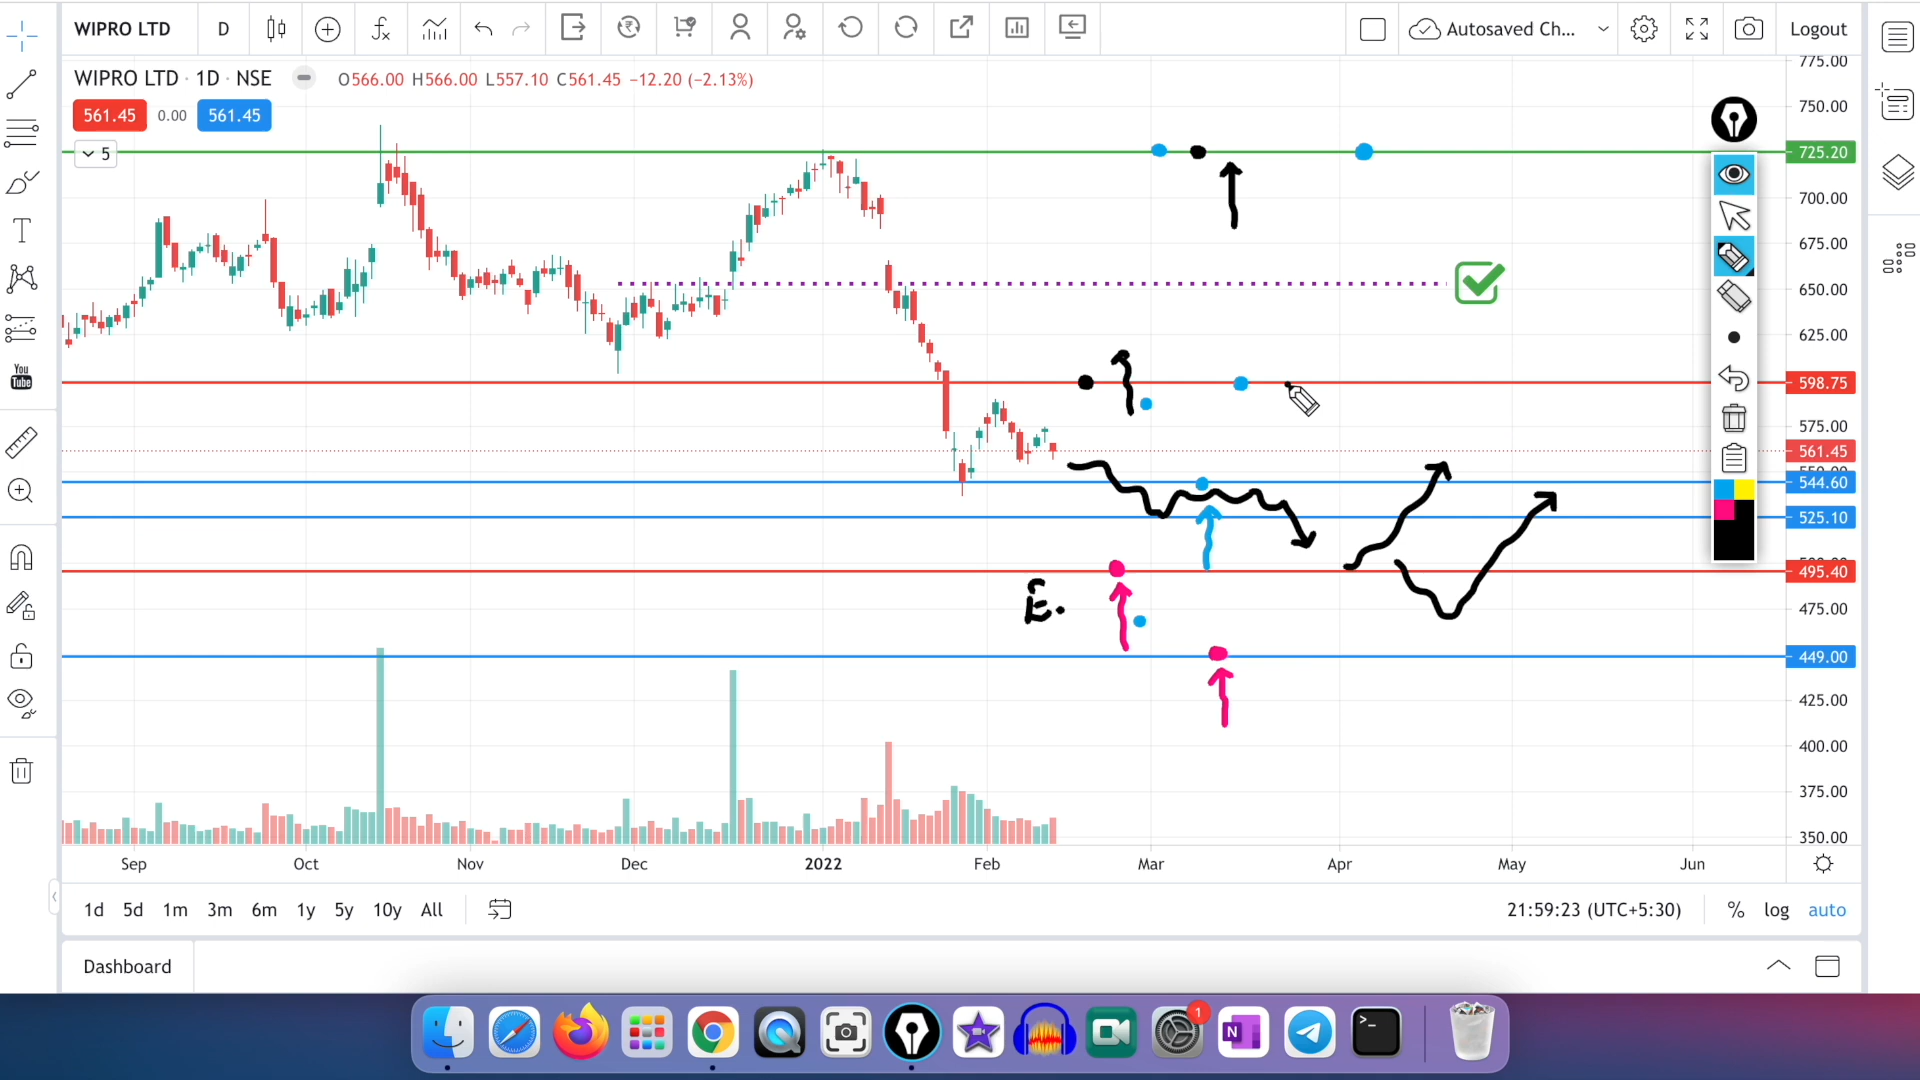 WIPRO LTD D Autosaved Ch... Logout
WIPRO LTD · 1D · NSE O566.00 H566.00 L557.10 C561.45 −12.20 (−2.13%)
561.45 0.00 561.45
5
775.00
750.00
725.20
700.00
675.00
650.00
625.00
598.75
575.00
561.45
544.60
525.10
495.40
475.00
449.00
425.00
400.00
375.00
350.00
E.
You
Tube
Sep Oct Nov Dec 2022 Feb Mar Apr May Jun
1d 5d 1m 3m 6m 1y 5y 10y All 21:59:23 (UTC+5:30) % log auto
Dashboard
1
N
>_